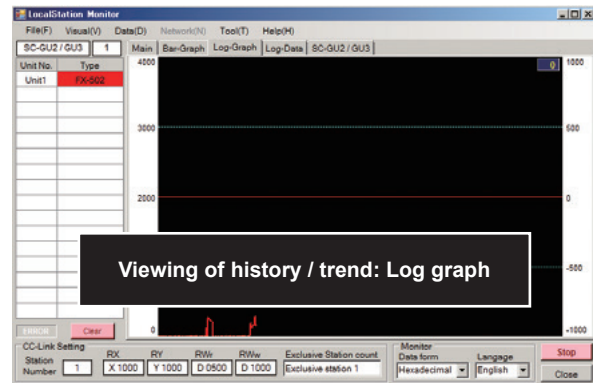 LocalStation Monitor
File(F) Visual(V) Data(D) Network(N) Tool(T) Help(H)
SC-GU2 / GU3 1 Main Bar-Graph Log-Graph Log-Data SC-GU2 / GU3
Unit No. Type
Unit1 FX-502
4000 0 1000
3000 500
2000 0
Viewing of history / trend: Log graph
-500
0 -1000
ERROR Clear
CC-Link Setting
Station Number 1
RX RY RWr RWw Exclusive Station count
X 1000 Y 1000 D 0500 D 1000 Exclusive station 1
Monitor
Data form Langage
Hexadecimal English
Stop
Close